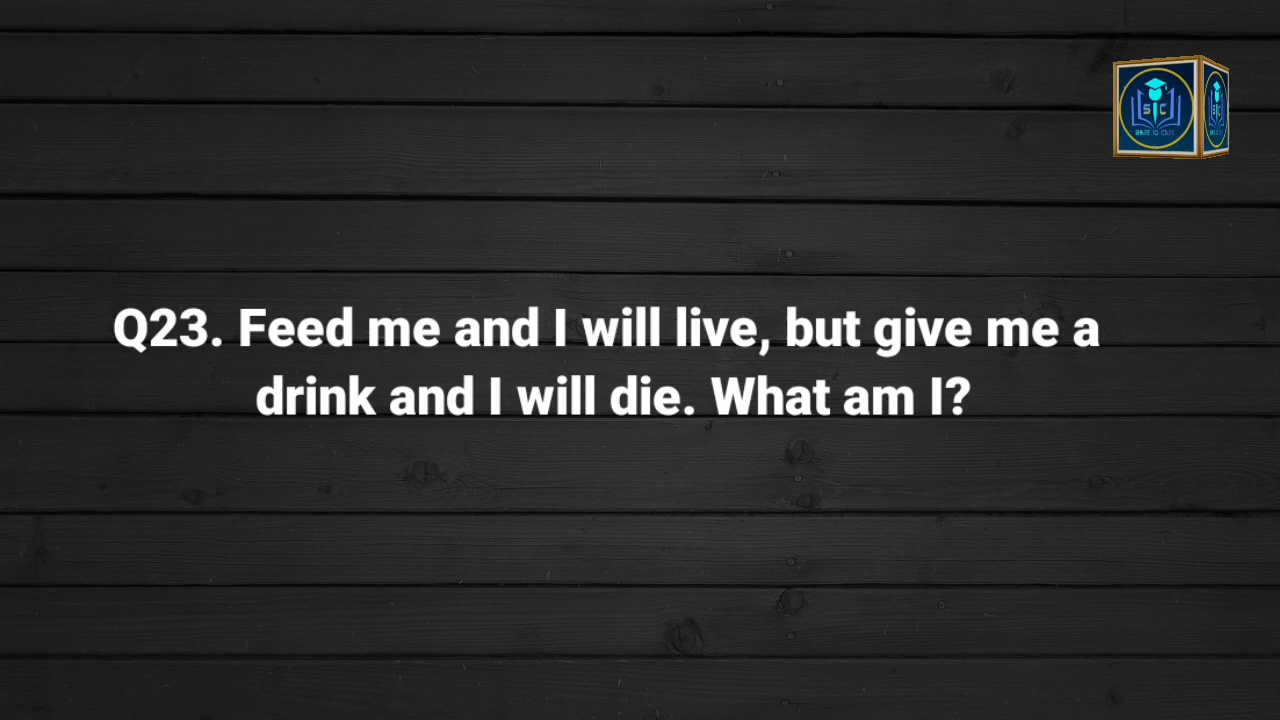 Q23. Feed me and I will live, but give me a
drink and I will die. What am I?
S C